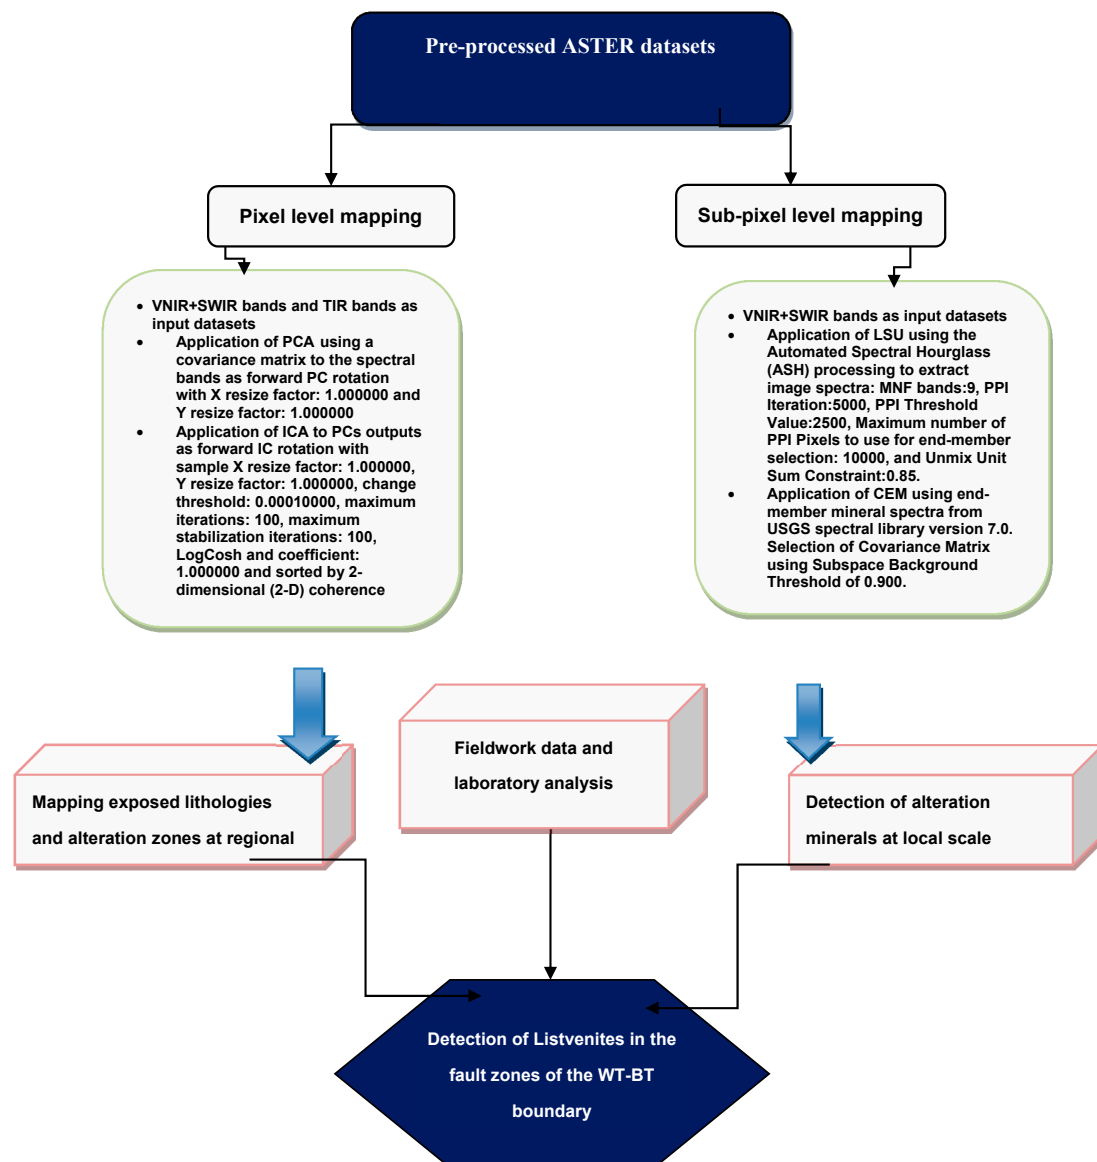 Pre-processed ASTER datasets
Pixel level mapping
Sub-pixel level mapping
• VNIR+SWIR bands and TIR bands as
input datasets
• Application of PCA using a
covariance matrix to the spectral
bands as forward PC rotation
with X resize factor: 1.000000 and
Y resize factor: 1.000000
• Application of ICA to PCs outputs
as forward IC rotation with
sample X resize factor: 1.000000,
Y resize factor: 1.000000, change
threshold: 0.00010000, maximum
iterations: 100, maximum
stabilization iterations: 100,
LogCosh and coefficient:
1.000000 and sorted by 2-
dimensional (2-D) coherence
• VNIR+SWIR bands as input datasets
• Application of LSU using the
Automated Spectral Hourglass
(ASH) processing to extract
image spectra: MNF bands:9, PPI
Iteration:5000, PPI Threshold
Value:2500, Maximum number of
PPI Pixels to use for end-member
selection: 10000, and Unmix Unit
Sum Constraint:0.85.
• Application of CEM using end-
member mineral spectra from
USGS spectral library version 7.0.
Selection of Covariance Matrix
using Subspace Background
Threshold of 0.900.
Mapping exposed lithologies
and alteration zones at regional
Fieldwork data and
laboratory analysis
Detection of alteration
minerals at local scale
Detection of Listvenites in the
fault zones of the WT-BT
boundary